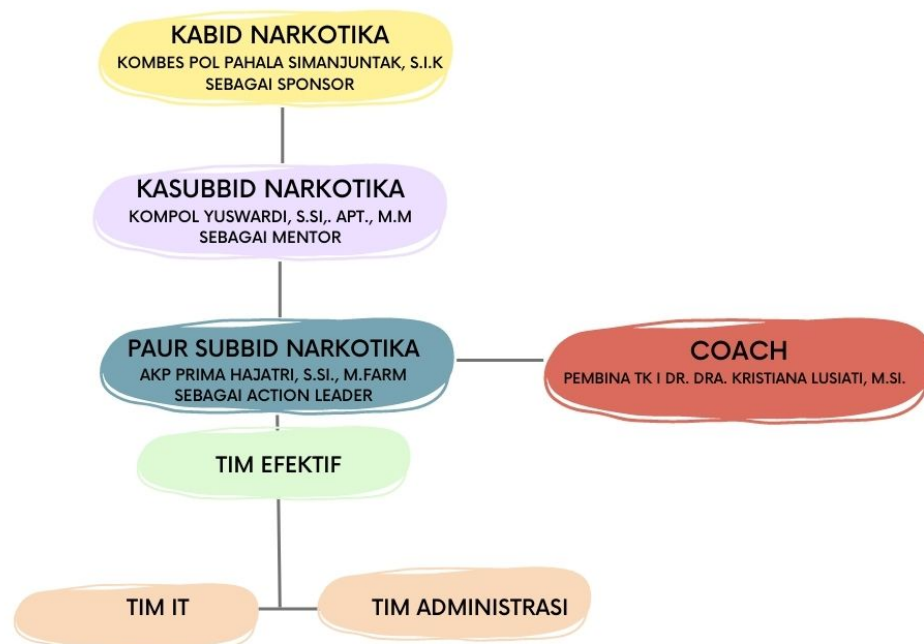 KABID NARKOTIKA
KOMBES POL PAHALA SIMANJUNTAK, S.I.K
SEBAGAI SPONSOR
KASUBBID NARKOTIKA
KOMPOL YUSWARDI, S.SI,. APT., M.M
SEBAGAI MENTOR
PAUR SUBBID NARKOTIKA
AKP PRIMA HAJATRI, S.SI., M.FARM
SEBAGAI ACTION LEADER
COACH
PEMBINA TK I DR. DRA. KRISTIANA LUSIATI, M.SI.
TIM EFEKTIF
TIM IT
TIM ADMINISTRASI